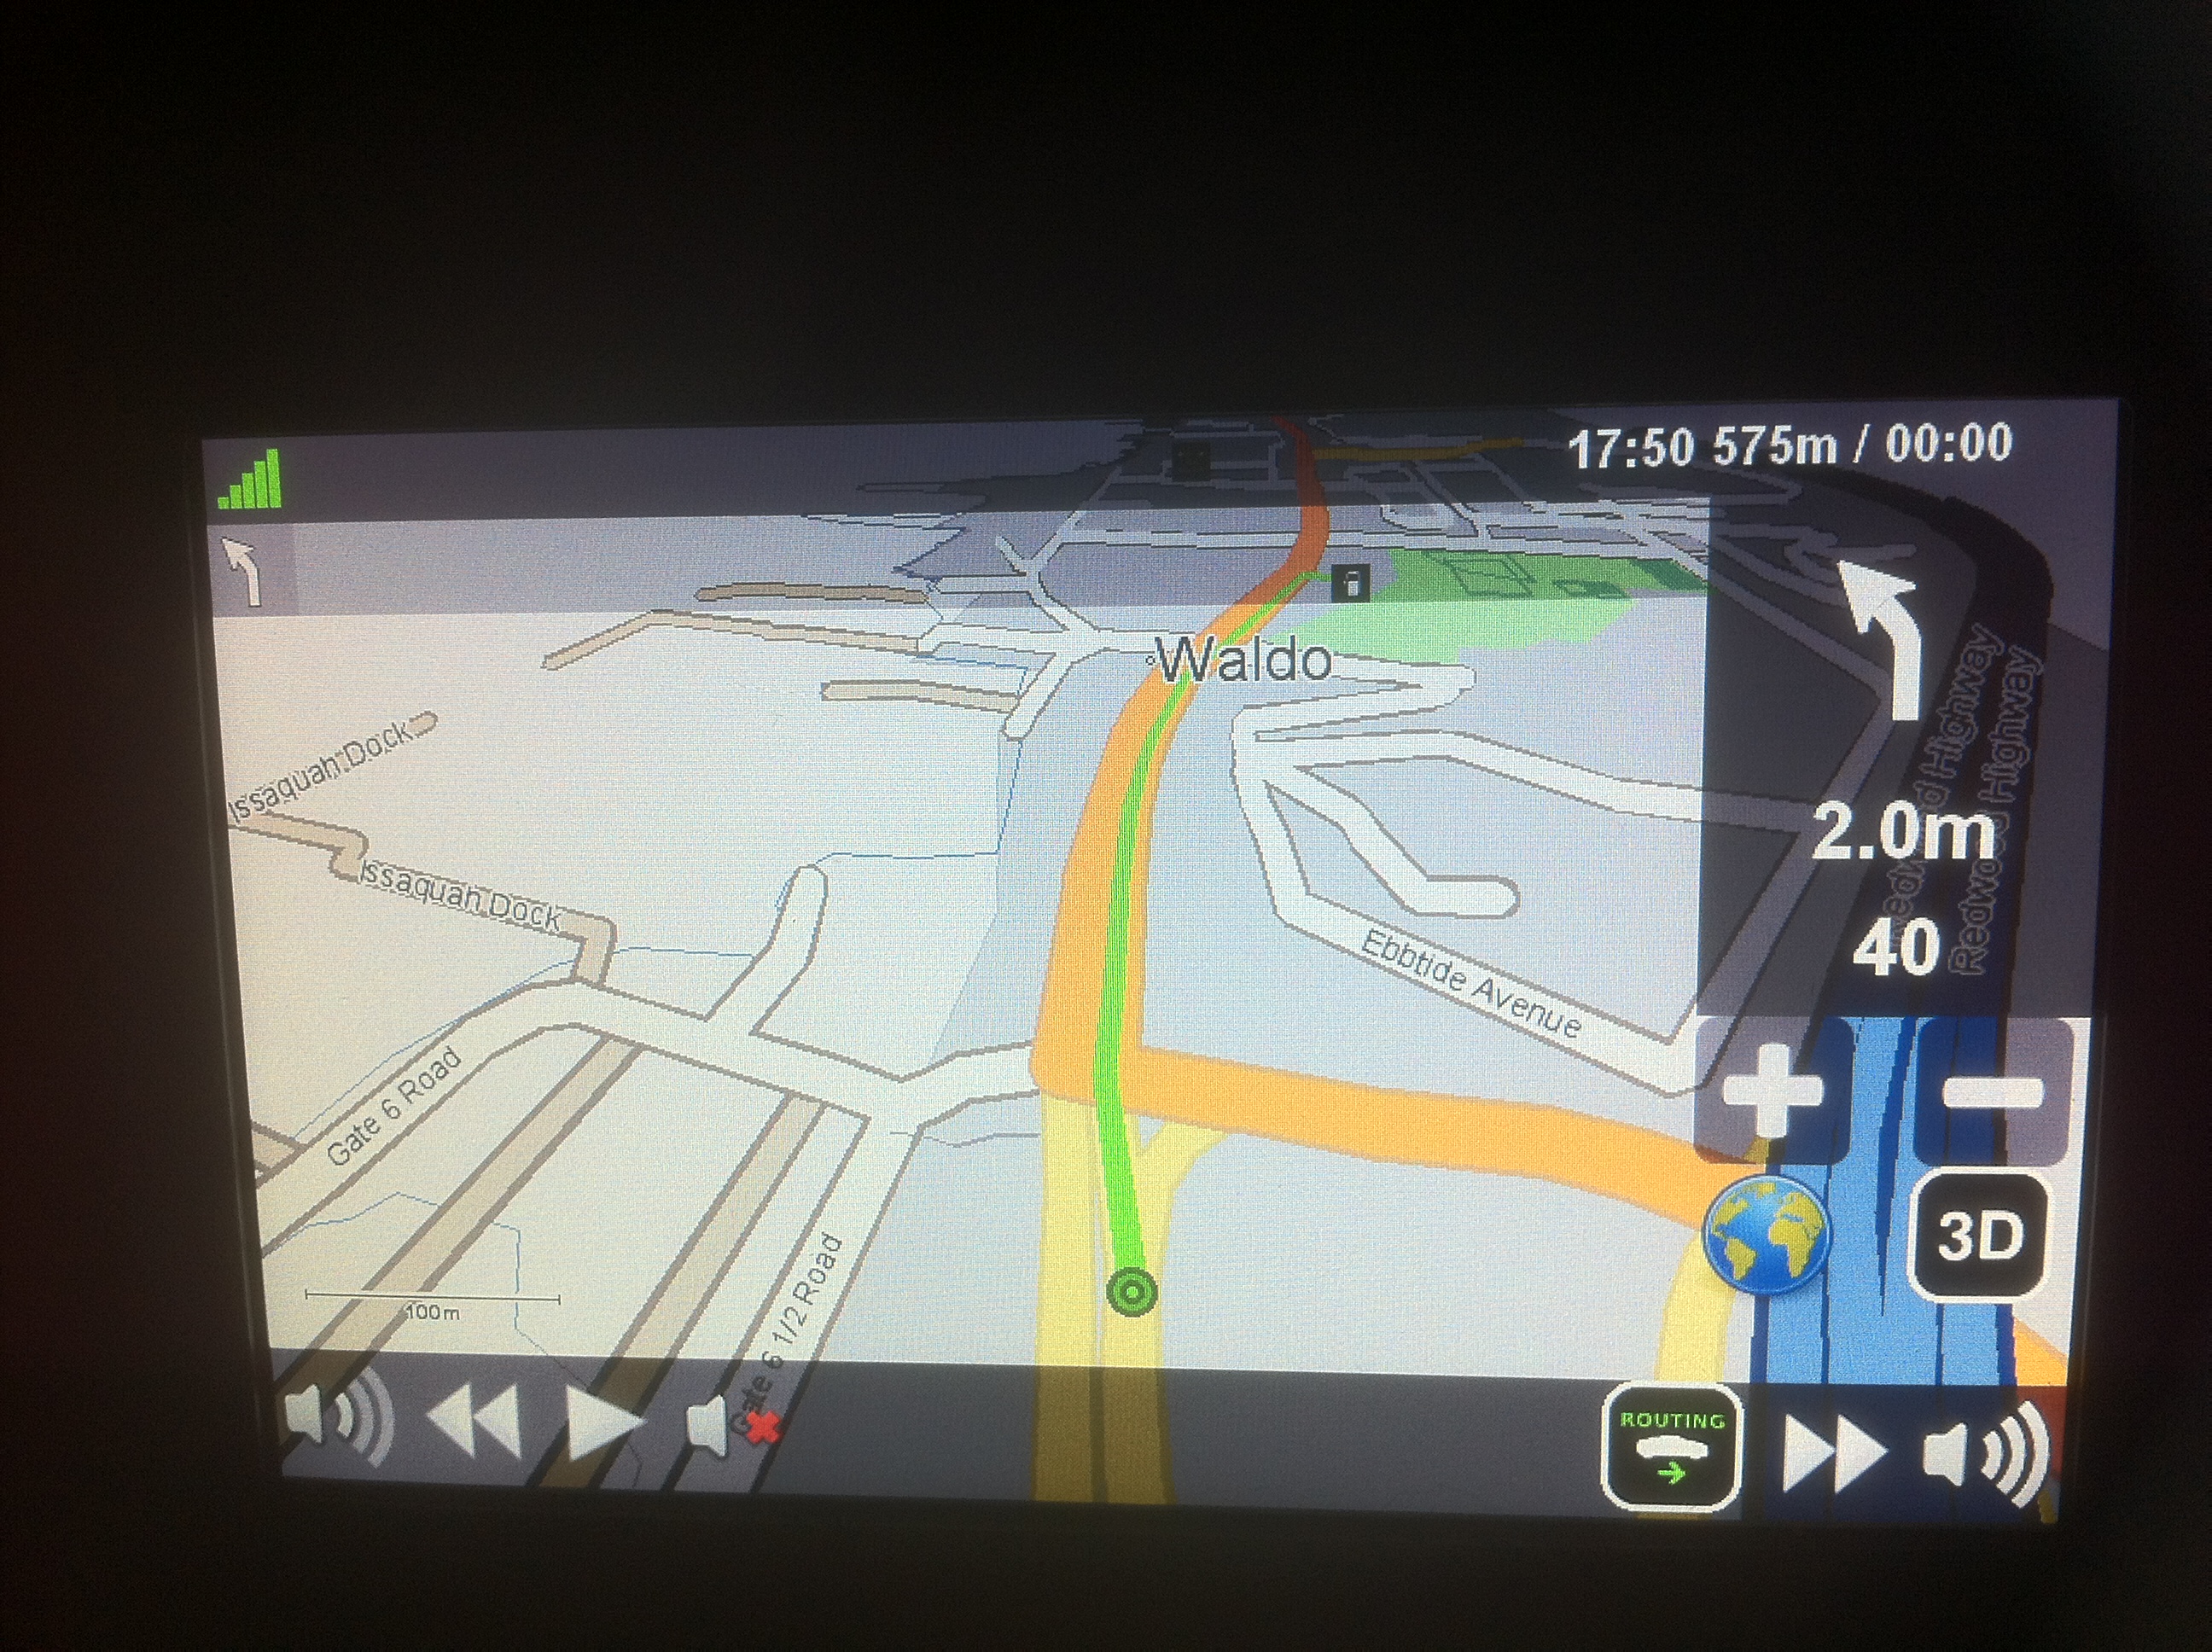 17:50 575m / 00:00
Waldo
Issaquah Dock
Redwood Highway
Redwood Highway
2.0m
Issaquah Dock
40
Ebbtide Avenue
Gate 6 Road
3D
100m
Gate 6 1/2 Road
ROUTING